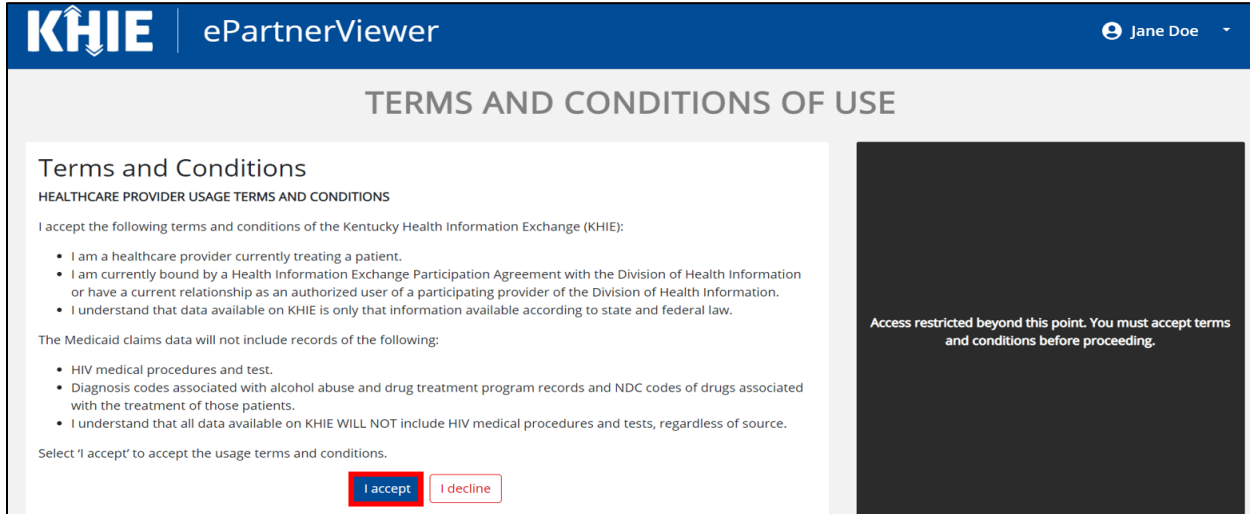 KHIE ePartnerViewer Jane Doe
TERMS AND CONDITIONS OF USE
Terms and Conditions
HEALTHCARE PROVIDER USAGE TERMS AND CONDITIONS
I accept the following terms and conditions of the Kentucky Health Information Exchange (KHIE):
• I am a healthcare provider currently treating a patient.
• I am currently bound by a Health Information Exchange Participation Agreement with the Division of Health Information
or have a current relationship as an authorized user of a participating provider of the Division of Health Information.
• I understand that data available on KHIE is only that information available according to state and federal law.
The Medicaid claims data will not include records of the following:
• HIV medical procedures and test.
• Diagnosis codes associated with alcohol abuse and drug treatment program records and NDC codes of drugs associated
with the treatment of those patients.
• I understand that all data available on KHIE WILL NOT include HIV medical procedures and tests, regardless of source.
Select 'I accept' to accept the usage terms and conditions.
I accept I decline
Access restricted beyond this point. You must accept terms
and conditions before proceeding.